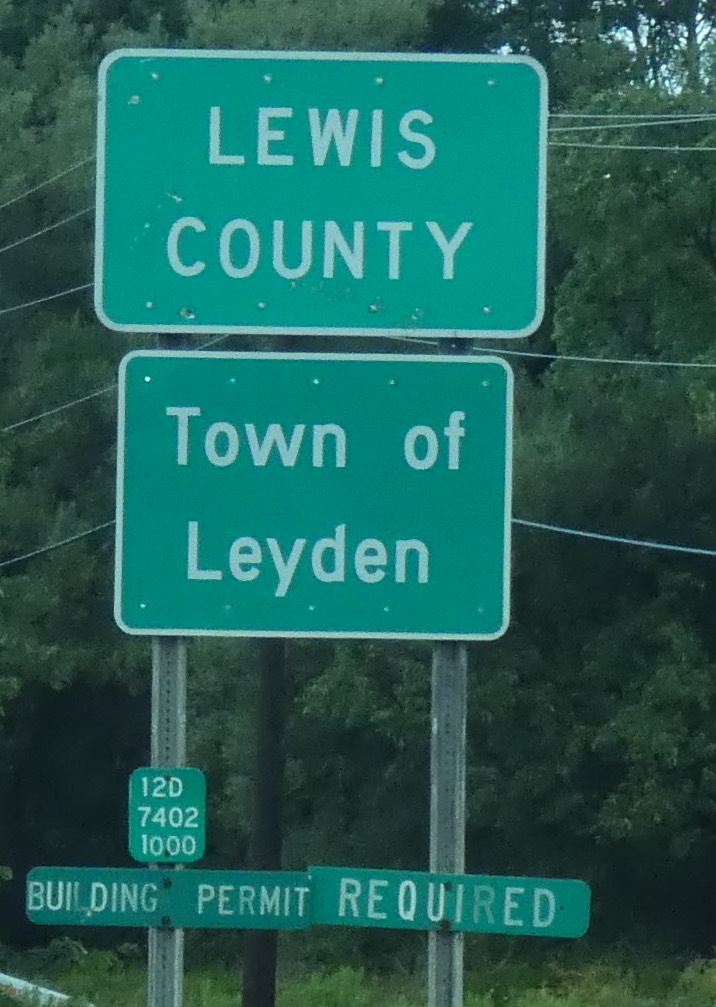 LEWIS
COUNTY
Town of
Leyden
12D
7402
1000
BUILDING PERMIT REQUIRED